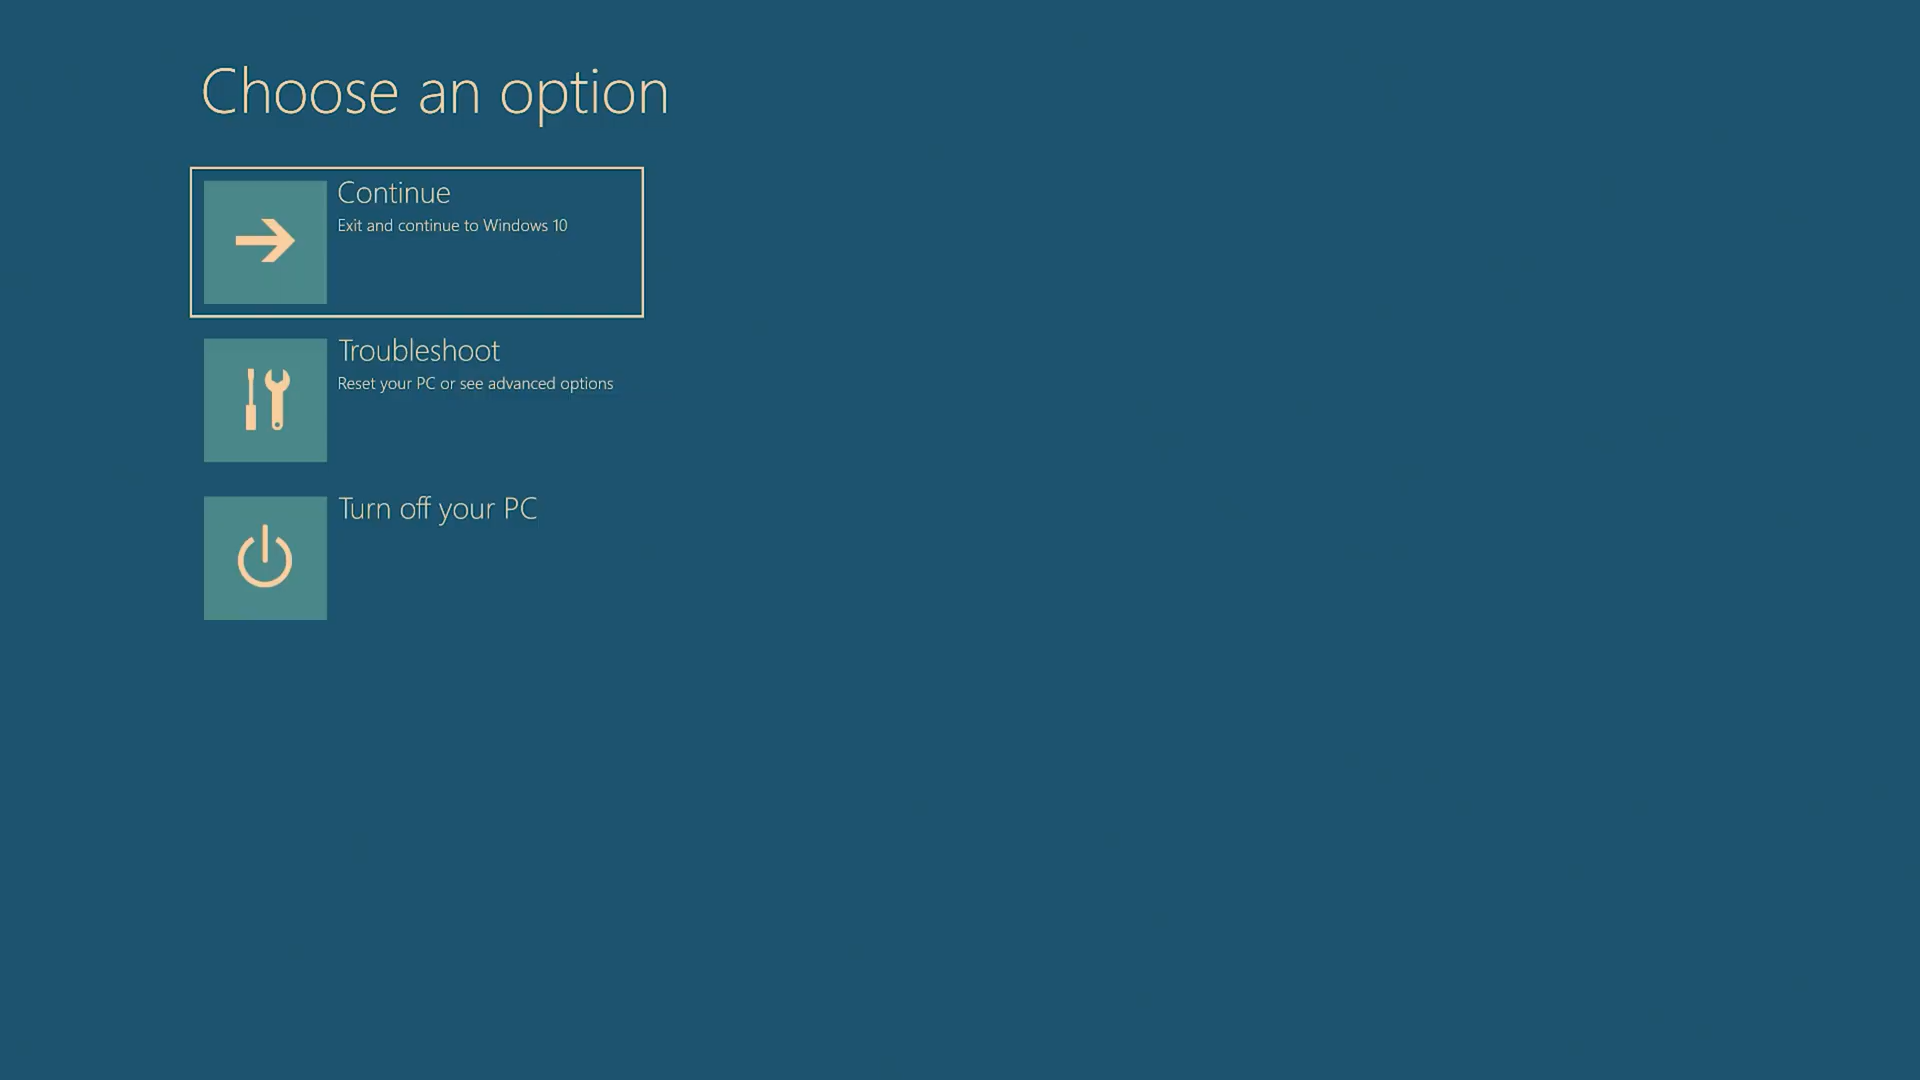 Choose an option
Continue
Exit and continue to Windows 10
Troubleshoot
Reset your PC or see advanced options
Turn off your PC